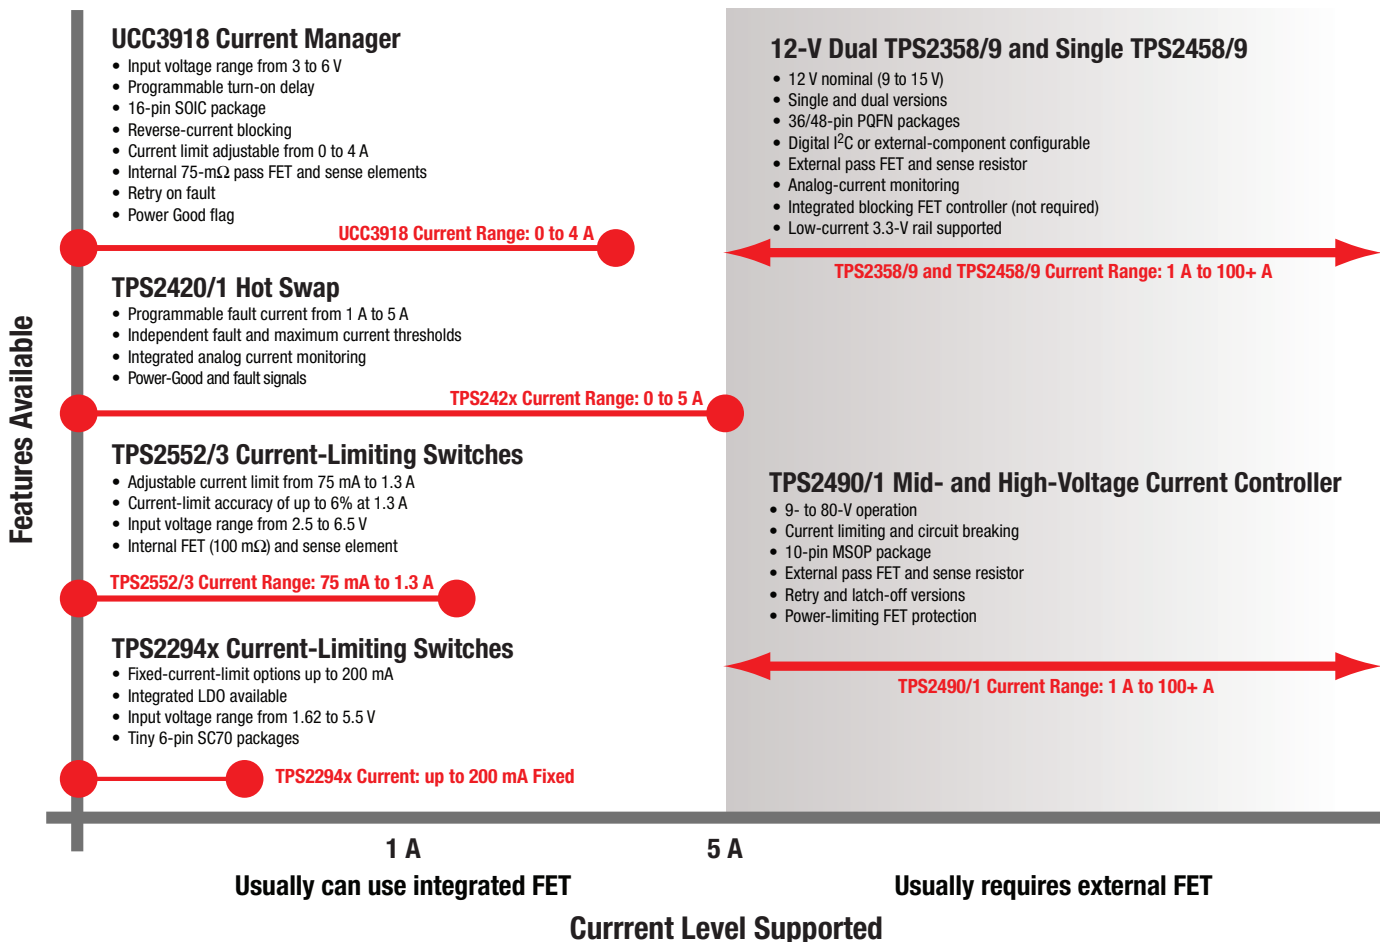 Features Available
UCC3918 Current Manager
• Input voltage range from 3 to 6 V
• Programmable turn-on delay
• 16-pin SOIC package
• Reverse-current blocking
• Current limit adjustable from 0 to 4 A
• Internal 75-mΩ pass FET and sense elements
• Retry on fault
• Power Good flag
UCC3918 Current Range: 0 to 4 A
TPS2420/1 Hot Swap
• Programmable fault current from 1 A to 5 A
• Independent fault and maximum current thresholds
• Integrated analog current monitoring
• Power-Good and fault signals
TPS242x Current Range: 0 to 5 A
TPS2552/3 Current-Limiting Switches
• Adjustable current limit from 75 mA to 1.3 A
• Current-limit accuracy of up to 6% at 1.3 A
• Input voltage range from 2.5 to 6.5 V
• Internal FET (100 mΩ) and sense element
TPS2552/3 Current Range: 75 mA to 1.3 A
TPS2294x Current-Limiting Switches
• Fixed-current-limit options up to 200 mA
• Integrated LDO available
• Input voltage range from 1.62 to 5.5 V
• Tiny 6-pin SC70 packages
TPS2294x Current: up to 200 mA Fixed
12-V Dual TPS2358/9 and Single TPS2458/9
• 12 V nominal (9 to 15 V)
• Single and dual versions
• 36/48-pin PQFN packages
• Digital I²C or external-component configurable
• External pass FET and sense resistor
• Analog-current monitoring
• Integrated blocking FET controller (not required)
• Low-current 3.3-V rail supported
TPS2358/9 and TPS2458/9 Current Range: 1 A to 100+ A
TPS2490/1 Mid- and High-Voltage Current Controller
• 9- to 80-V operation
• Current limiting and circuit breaking
• 10-pin MSOP package
• External pass FET and sense resistor
• Retry and latch-off versions
• Power-limiting FET protection
TPS2490/1 Current Range: 1 A to 100+ A
1 A
5 A
Usually can use integrated FET
Usually requires external FET
Currrent Level Supported